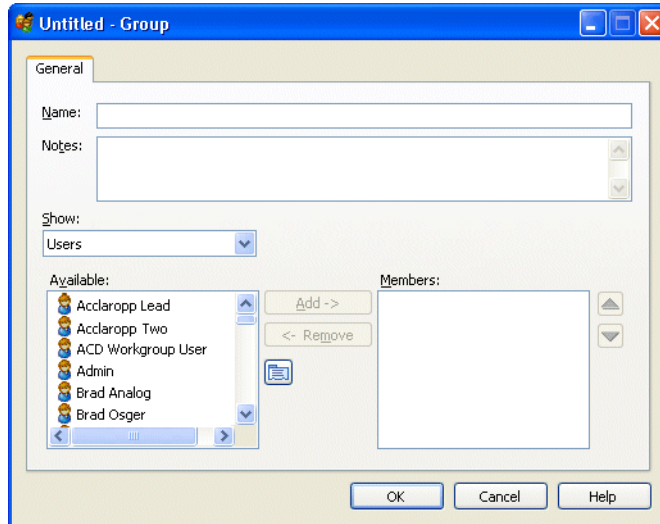 Untitled - Group
General
Name:
Notes:
Show:
Users
Available:
Members:
Acclaropp Lead
Acclaropp Two
ACD Workgroup User
Admin
Brad Analog
Brad Osger
Add ->
<- Remove
OK
Cancel
Help